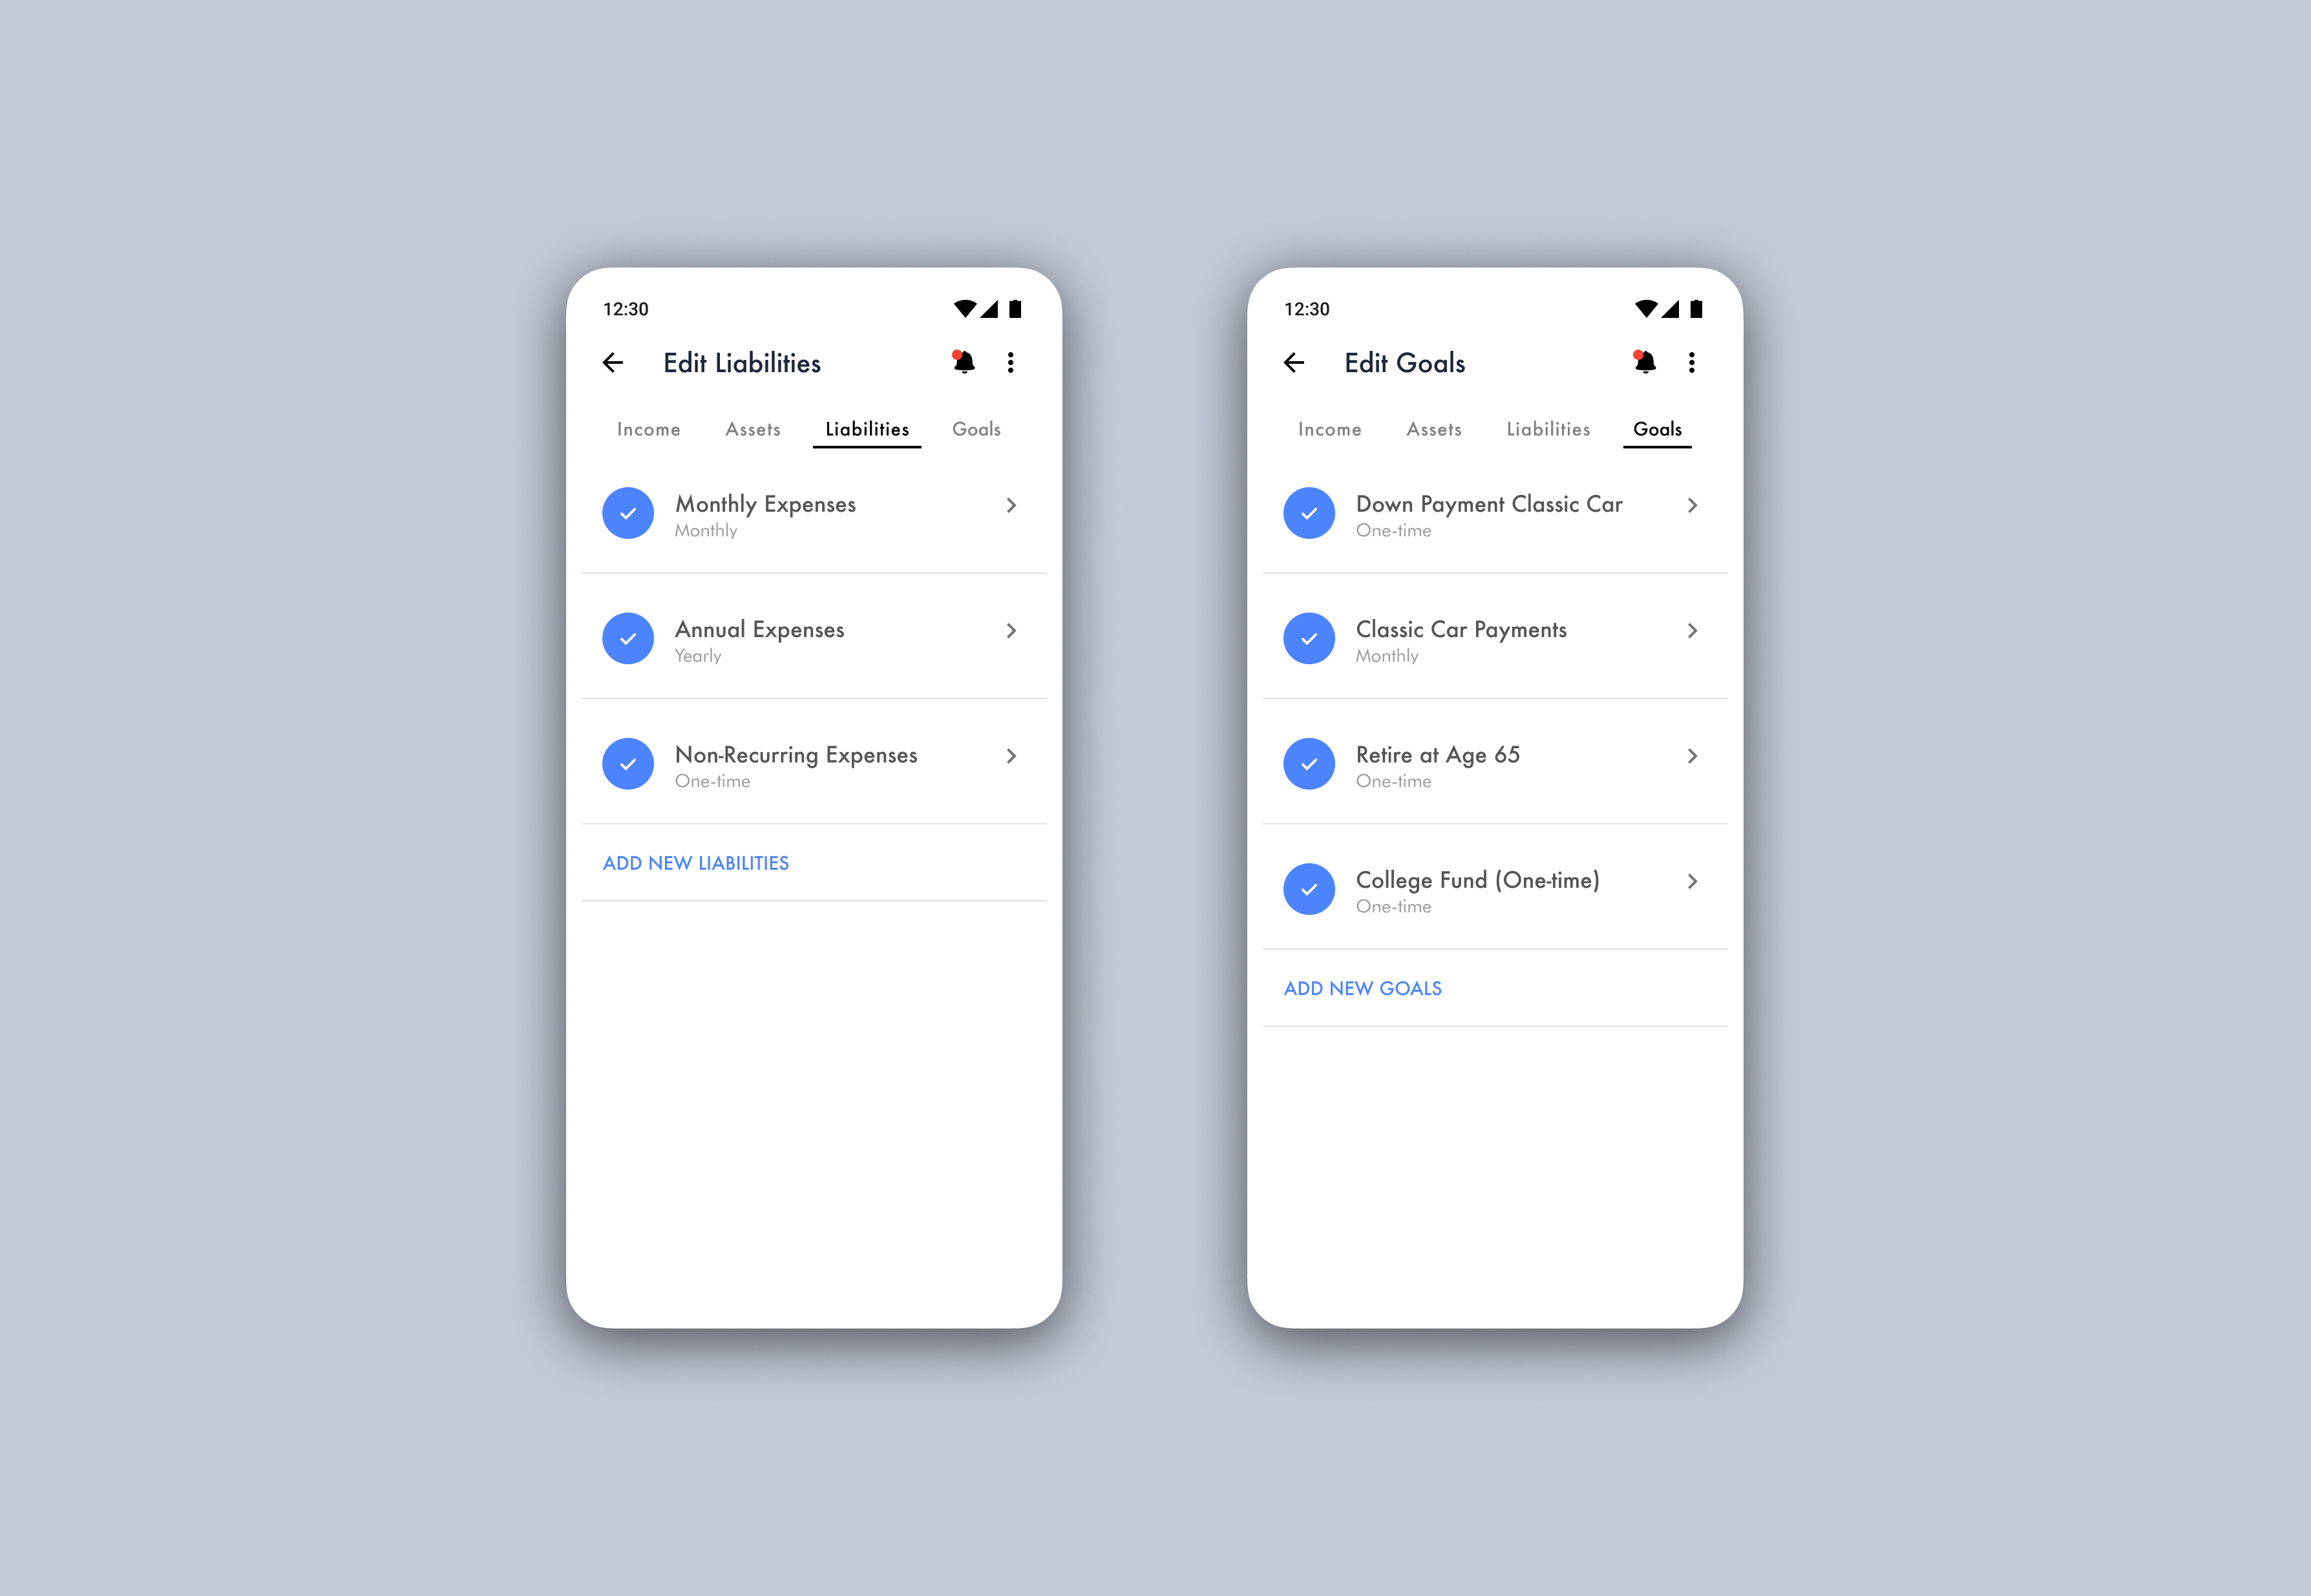 12:30
Edit Liabilities
Income Assets Liabilities Goals
Monthly Expenses
Monthly
Annual Expenses
Yearly
Non-Recurring Expenses
One-time
ADD NEW LIABILITIES
12:30
Edit Goals
Income Assets Liabilities Goals
Down Payment Classic Car
One-time
Classic Car Payments
Monthly
Retire at Age 65
One-time
College Fund (One-time)
One-time
ADD NEW GOALS